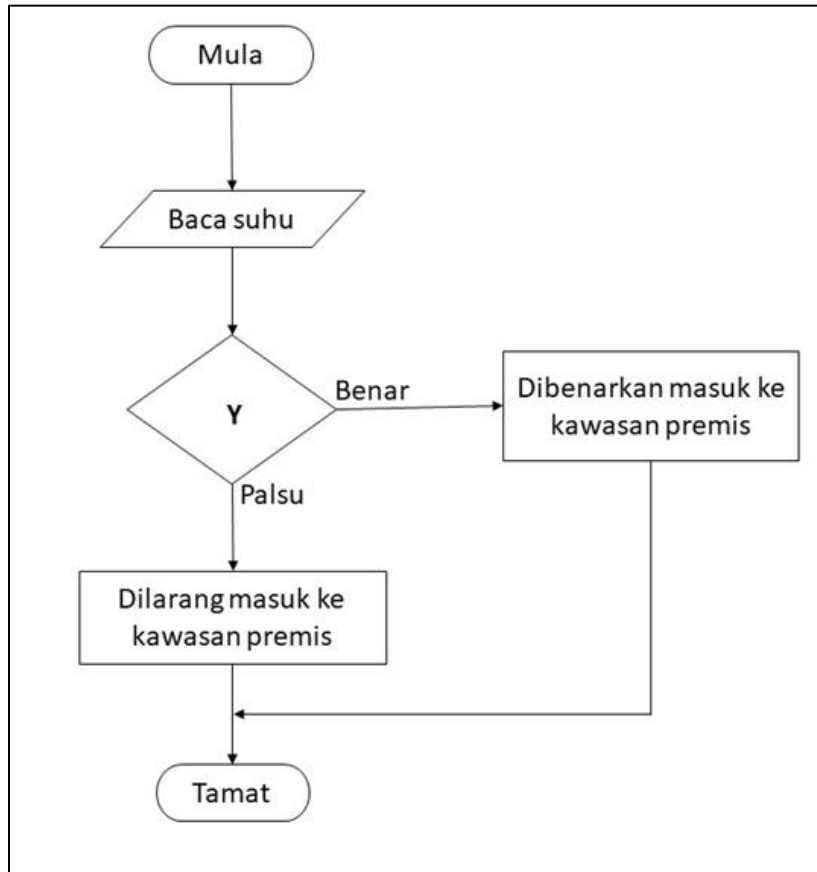 Mula
Baca suhu
Y
Benar
Dibenarkan masuk ke
kawasan premis
Palsu
Dilarang masuk ke
kawasan premis
Tamat